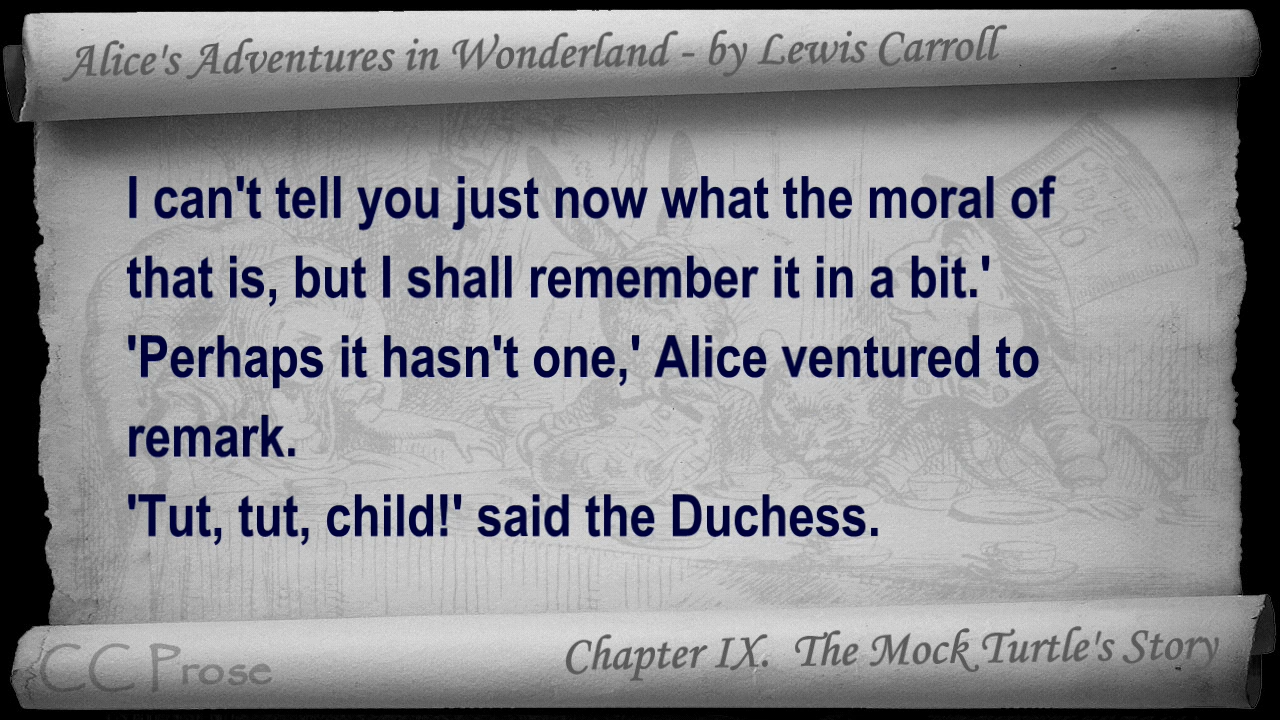 Alice's Adventures in Wonderland - by Lewis Carroll
I can't tell you just now what the moral of
that is, but I shall remember it in a bit.'
'Perhaps it hasn't one,' Alice ventured to
remark.
'Tut, tut, child!' said the Duchess.
CC Prose
Chapter IX. The Mock Turtle's Story